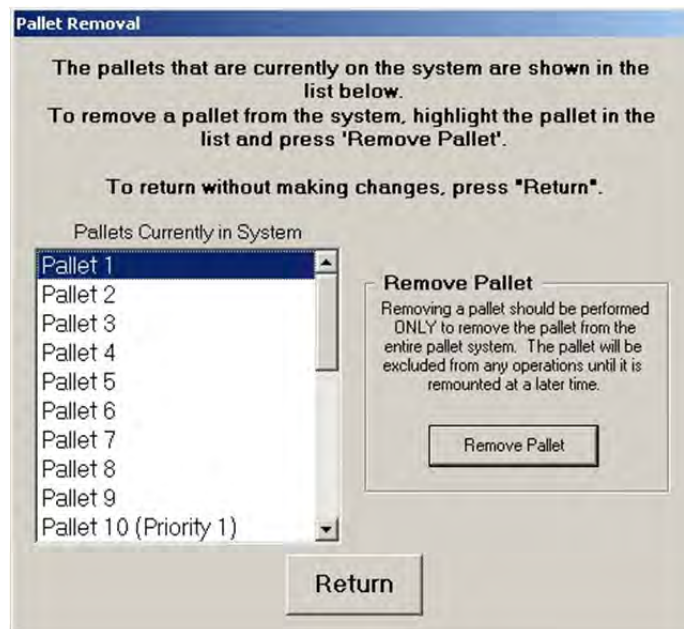 Pallet Removal
The pallets that are currently on the system are shown in the
list below.
To remove a pallet from the system, highlight the pallet in the
list and press 'Remove Pallet'.
To return without making changes, press "Return".
Pallets Currently in System
Pallet 1
Pallet 2
Pallet 3
Pallet 4
Pallet 5
Pallet 6
Pallet 7
Pallet 8
Pallet 9
Pallet 10 (Priority 1)
Remove Pallet
Removing a pallet should be performed
ONLY to remove the pallet from the
entire pallet system. The pallet will be
excluded from any operations until it is
remounted at a later time.
Remove Pallet
Return